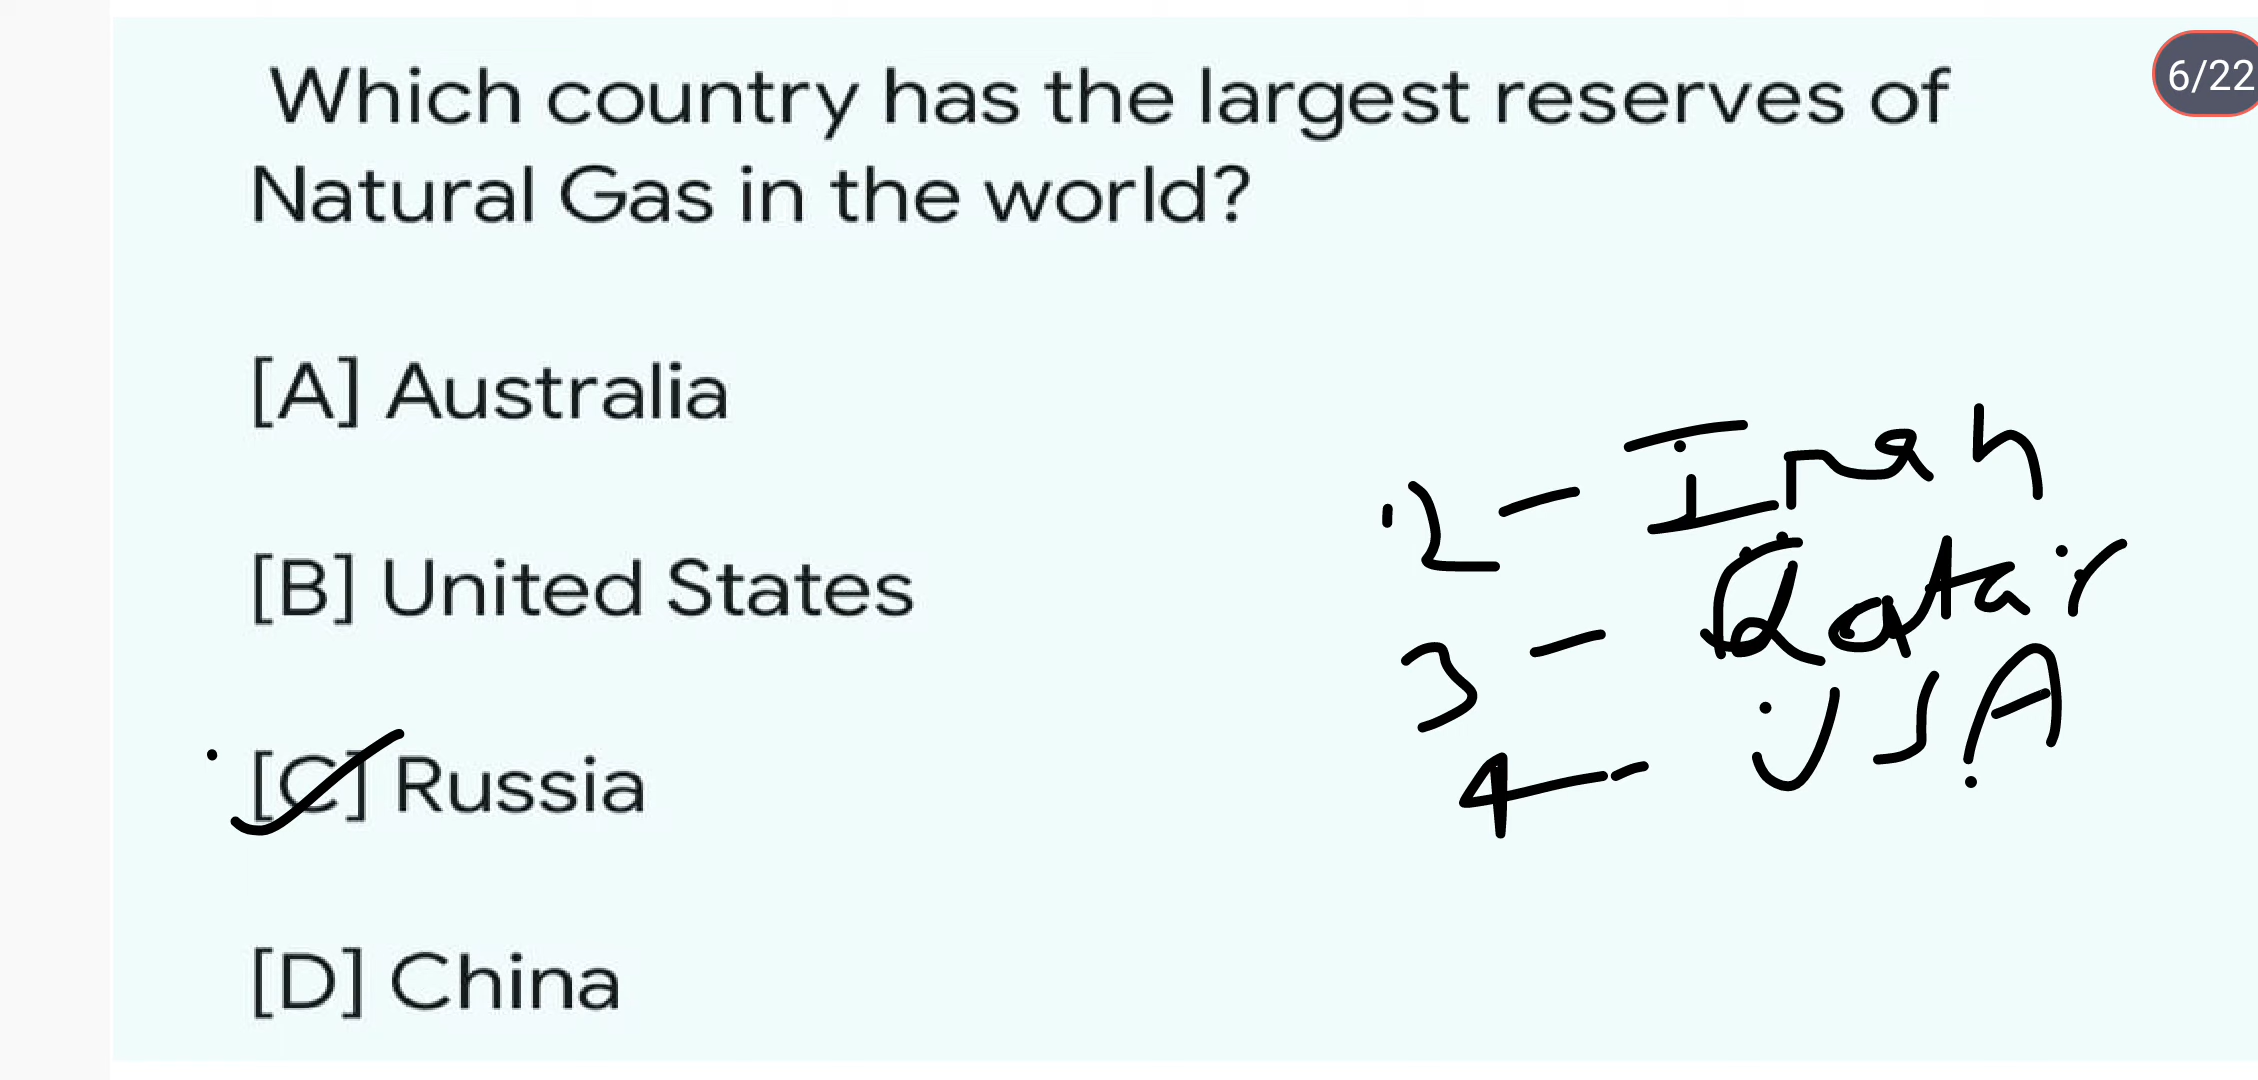 Which country has the largest reserves of
Natural Gas in the world?
6/22
[A] Australia
[B] United States
[C] Russia
[D] China
2 - Iran
3 - Qatar
4 - USA